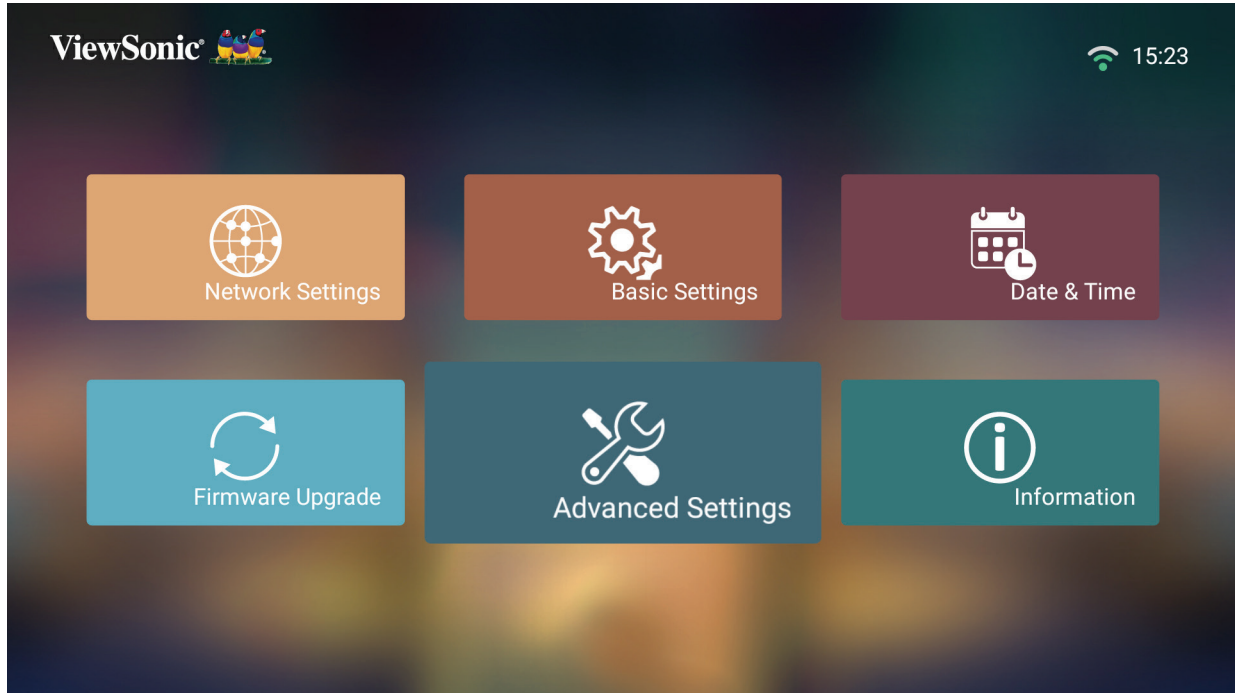 ViewSonic®
15:23
Network Settings
Basic Settings
Date & Time
Firmware Upgrade
Advanced Settings
Information